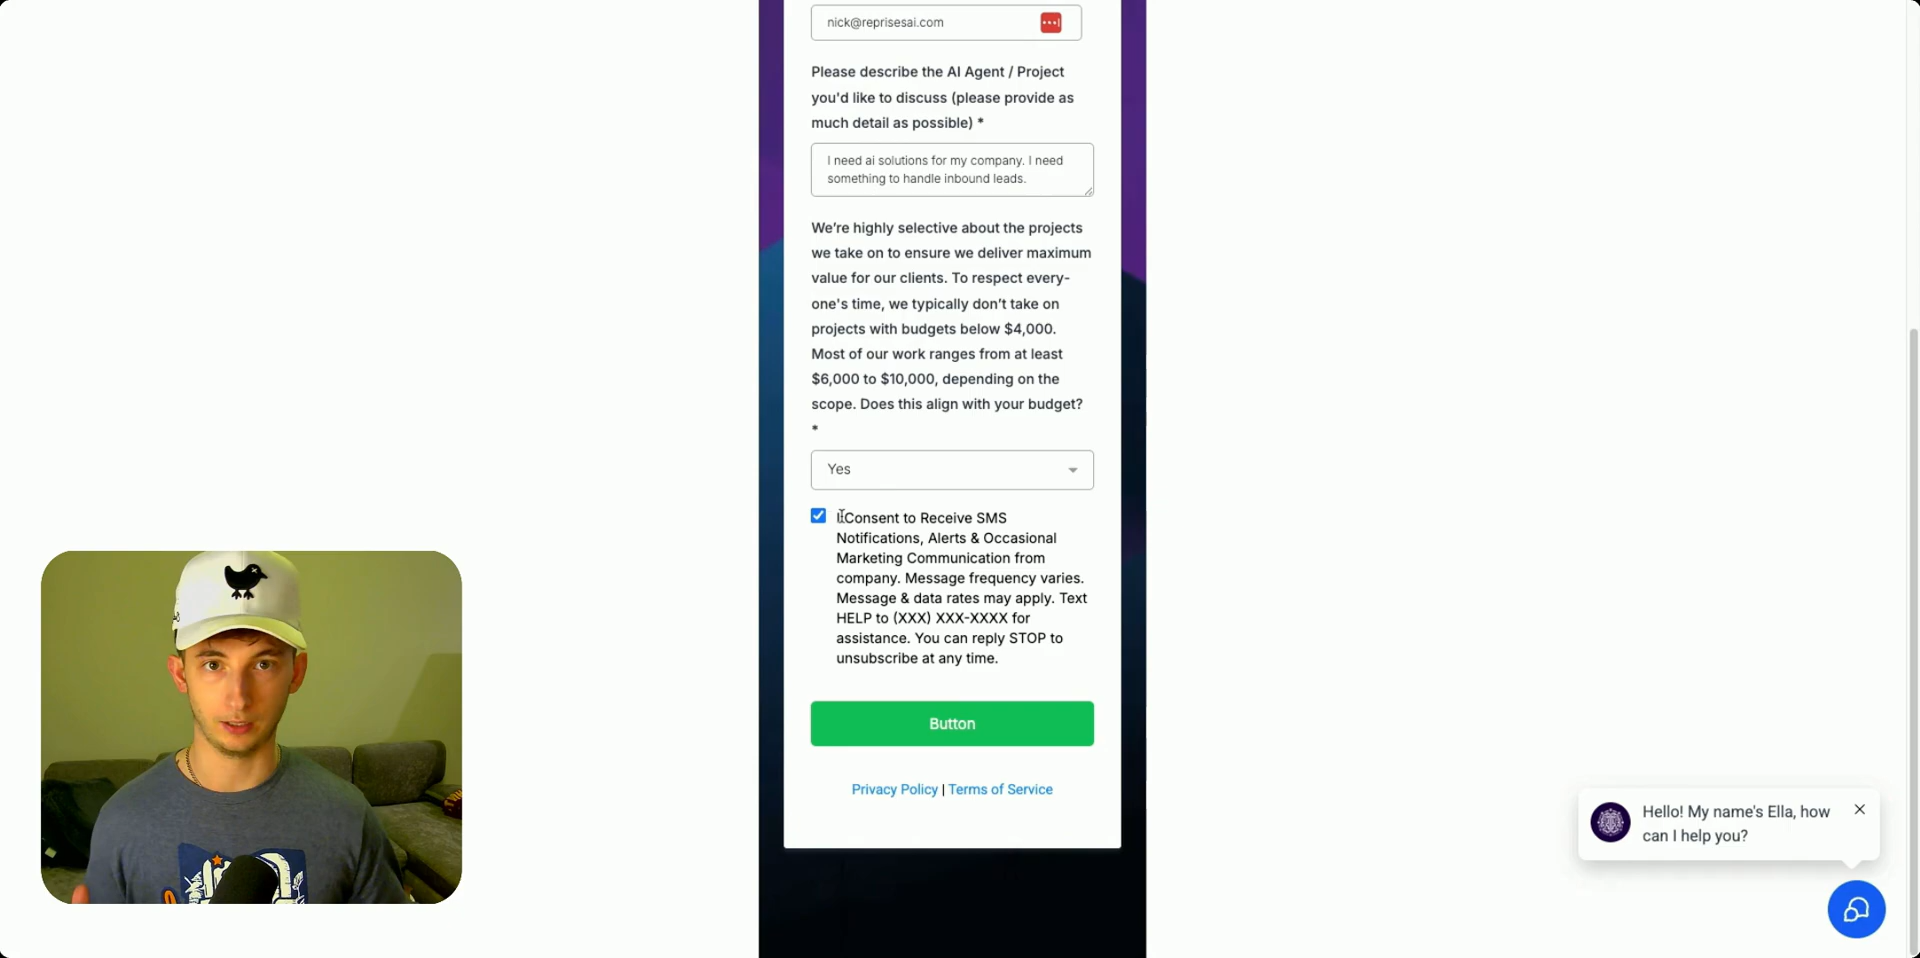 nick@reprisesai.com
Please describe the AI Agent / Project
you'd like to discuss (please provide as
much detail as possible) *
I need ai solutions for my company. I need
something to handle inbound leads.
We're highly selective about the projects
we take on to ensure we deliver maximum
value for our clients. To respect every-
one's time, we typically don't take on
projects with budgets below $4,000.
Most of our work ranges from at least
$6,000 to $10,000, depending on the
scope. Does this align with your budget?
*
Yes
I Consent to Receive SMS
Notifications, Alerts & Occasional
Marketing Communication from
company. Message frequency varies.
Message & data rates may apply. Text
HELP to (XXX) XXX-XXXX for
assistance. You can reply STOP to
unsubscribe at any time.
Button
Privacy Policy | Terms of Service
Hello! My name's Ella, how
can I help you?